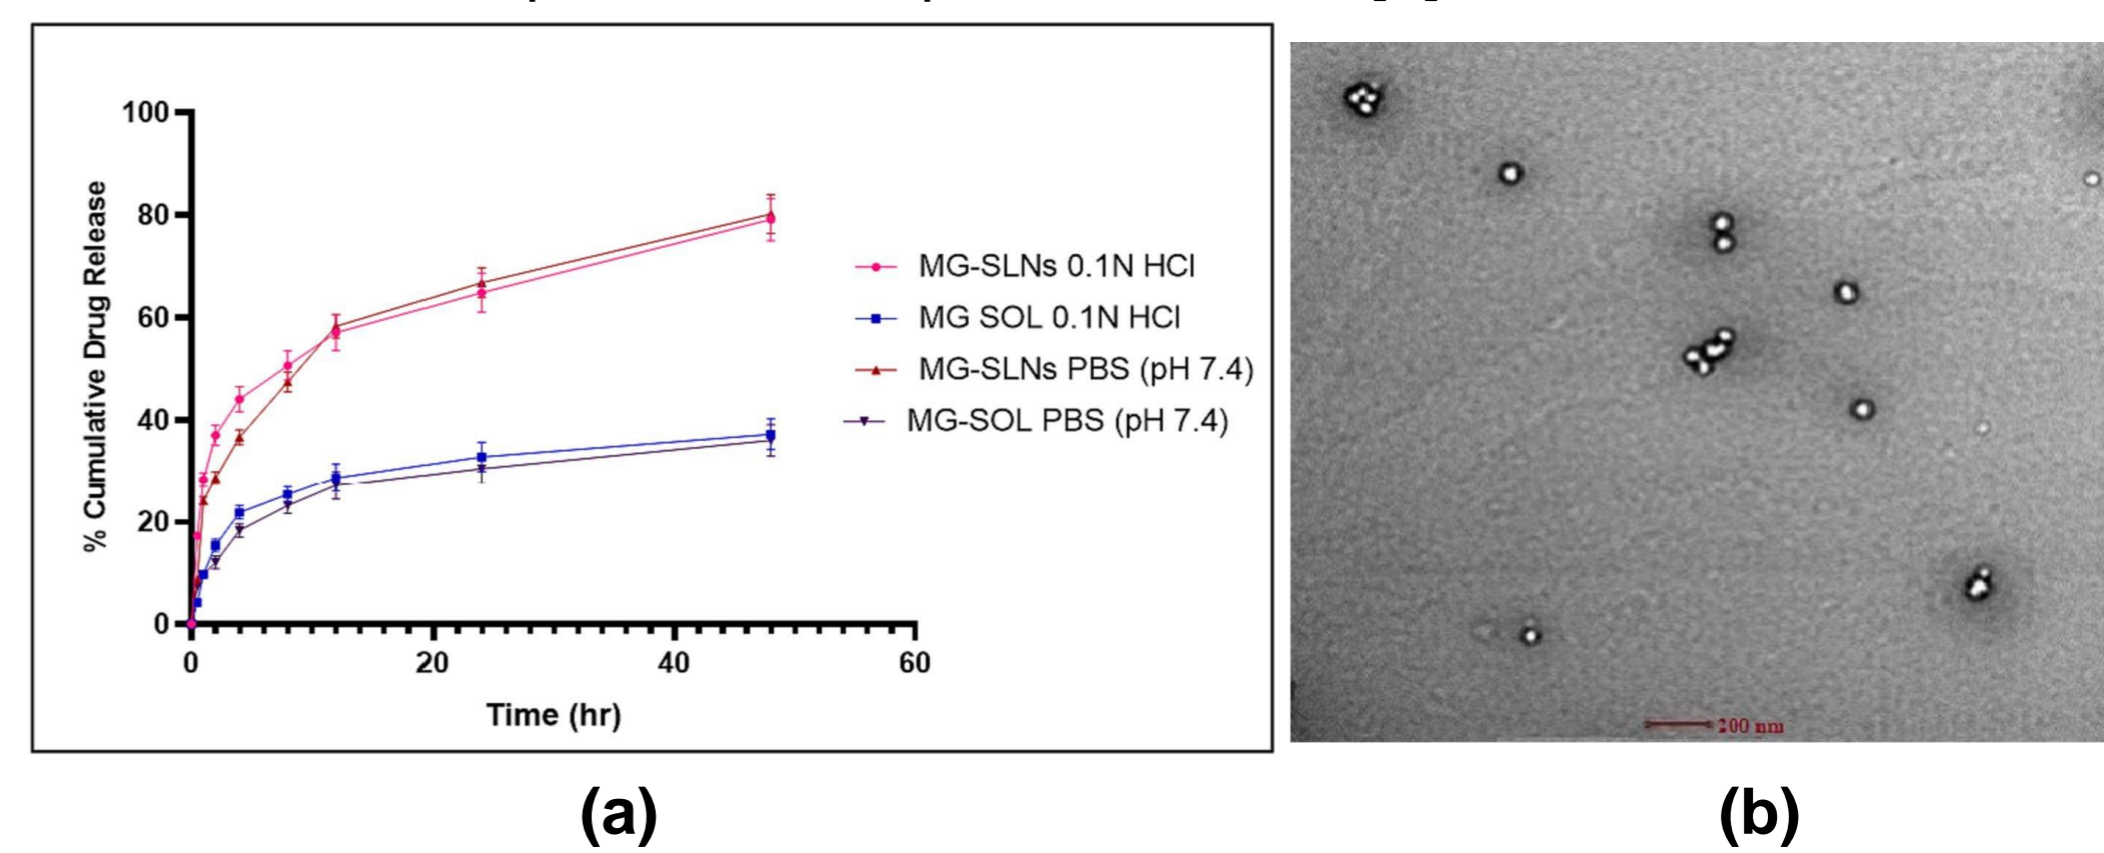 100
80
60
40
20
0
% Cumulative Drug Release
0 20 40 60
Time (hr)
MG-SLNs 0.1N HCl
MG SOL 0.1N HCl
MG-SLNs PBS (pH 7.4)
MG-SOL PBS (pH 7.4)
200 nm
(a)
(b)